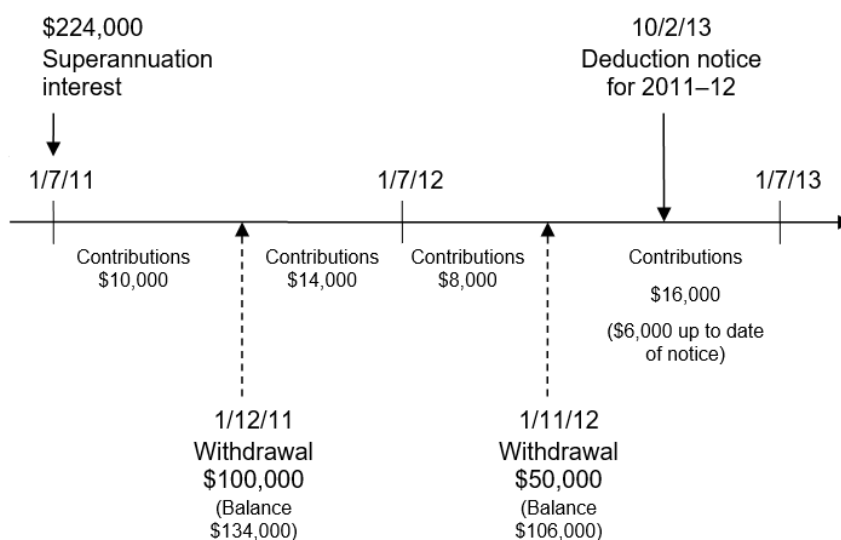 $224,000
Superannuation
interest
10/2/13
Deduction notice
for 2011–12
1/7/11
1/7/12
1/7/13
Contributions
$10,000
Contributions
$14,000
Contributions
$8,000
Contributions
$16,000
($6,000 up to date
of notice)
1/12/11
Withdrawal
$100,000
(Balance
$134,000)
1/11/12
Withdrawal
$50,000
(Balance
$106,000)